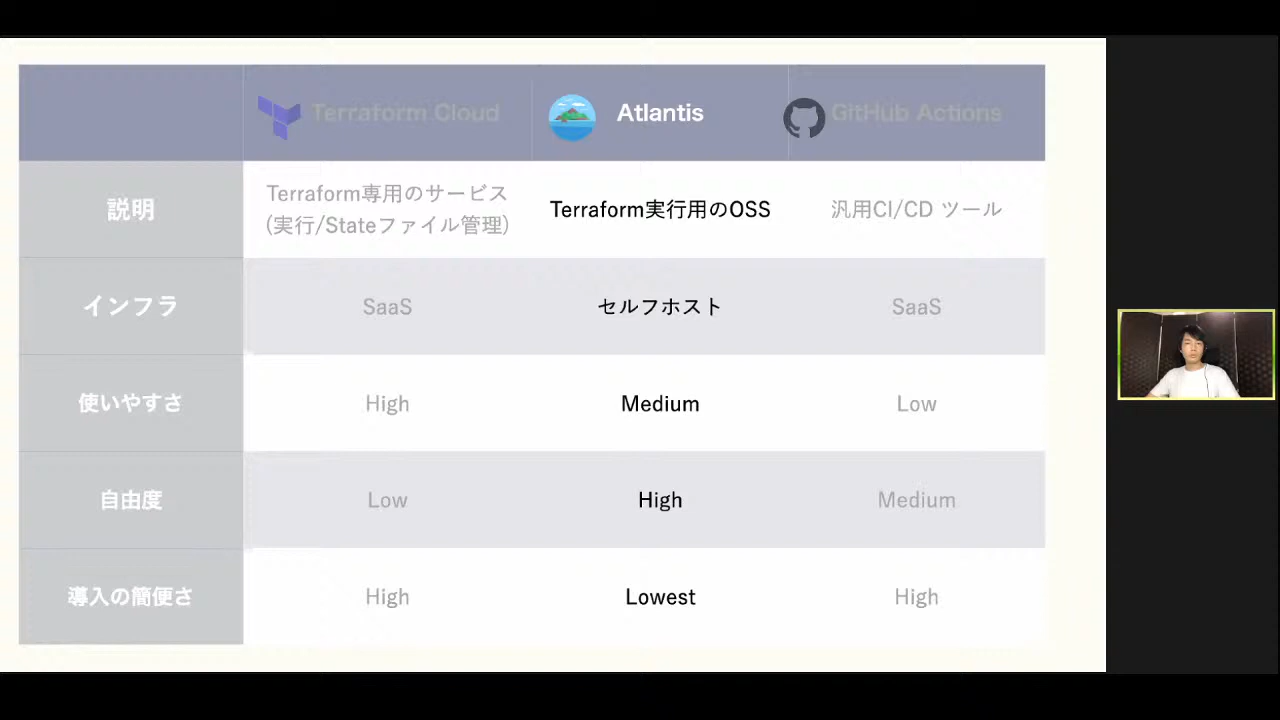 Terraform Cloud
Atlantis
GitHub Actions
説明
Terraform専用のサービス
(実行/Stateファイル管理)
Terraform実行用のOSS
汎用CI/CD ツール
インフラ
SaaS
セルフホスト
SaaS
使いやすさ
High
Medium
Low
自由度
Low
High
Medium
導入の簡便さ
High
Lowest
High